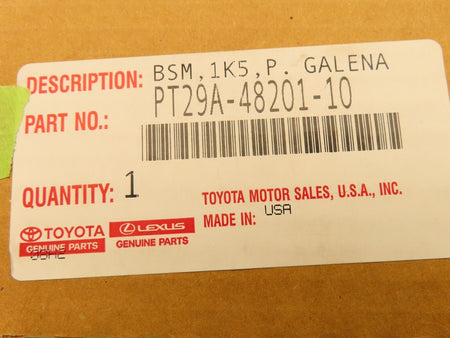 DESCRIPTION: BSM,1K5,P. GALENA
PART NO.: PT29A-48201-10
QUANTITY: 1
TOYOTA MOTOR SALES, U.S.A., INC.
MADE IN: USA
TOYOTA GENUINE PARTS
LEXUS GENUINE PARTS